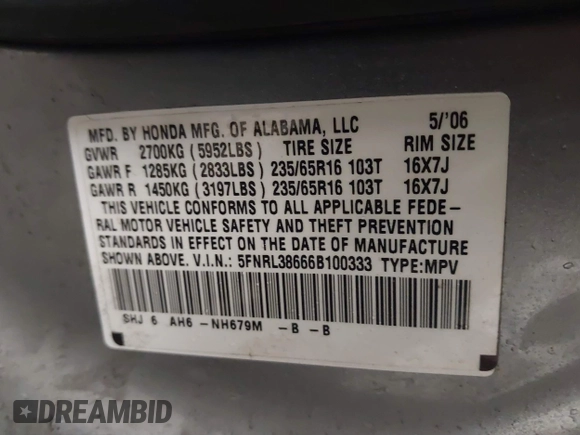 MFD. BY HONDA MFG. OF ALABAMA, LLC 5/'06
GVWR 2700KG (5952LBS) TIRE SIZE RIM SIZE
GAWR F 1285KG (2833LBS) 235/65R16 103T 16X7J
GAWR R 1450KG (3197LBS) 235/65R16 103T 16X7J
THIS VEHICLE CONFORMS TO ALL APPLICABLE FEDE-
RAL MOTOR VEHICLE SAFETY AND THEFT PREVENTION
STANDARDS IN EFFECT ON THE DATE OF MANUFACTURE
SHOWN ABOVE. V.I.N.: 5FNRL38666B100333 TYPE:MPV
SHJ 6 AH6 -NH679M -B -B
DREAMBID